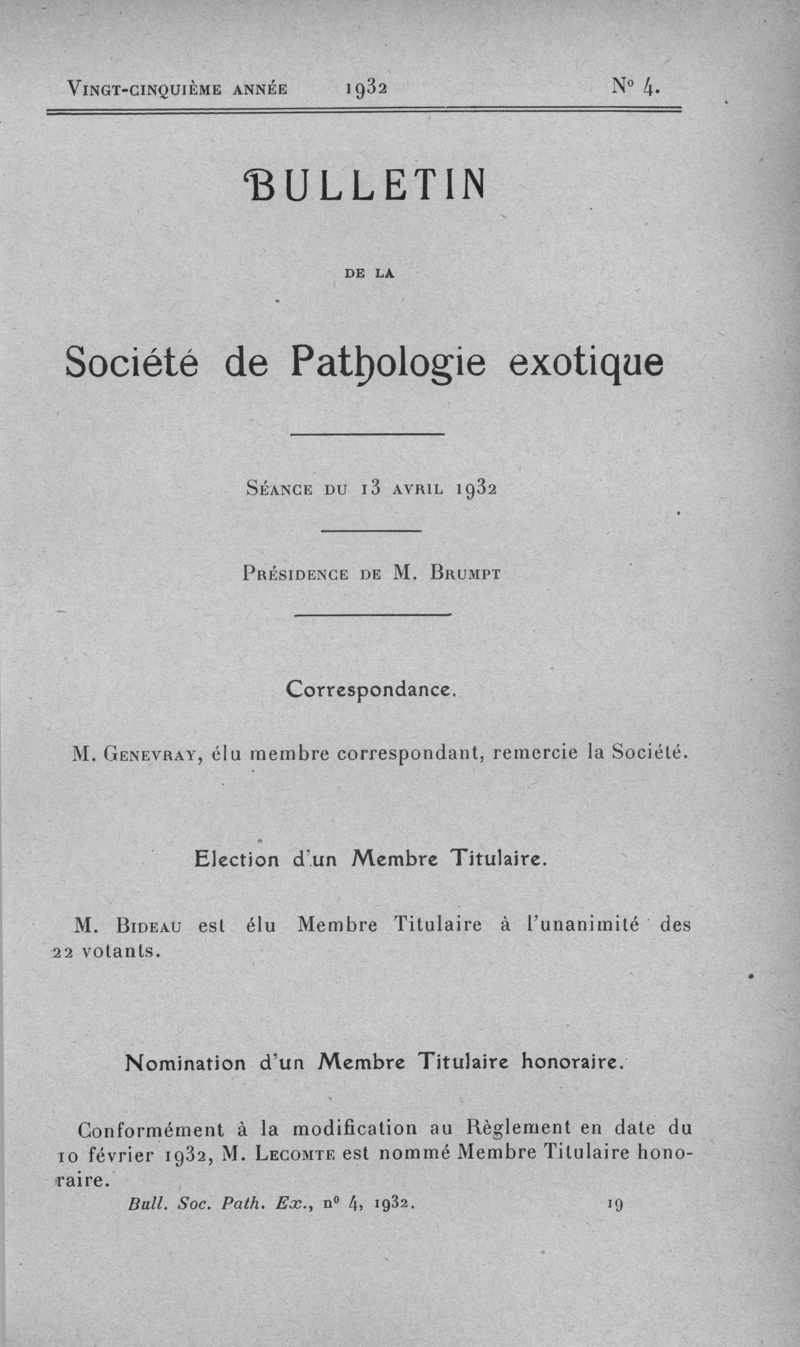 VINGT-CINQUIÈME ANNÉE 1932 N° 4.
BULLETIN
DE LA
Société de Pathologie exotique
SÉANCE DU 13 AVRIL 1932
PRÉSIDENCE DE M. BRUMPT
Correspondance.
M. GENEVRAY, élu membre correspondant, remercie la Société.
Election d'un Membre Titulaire.
M. BIDEAU est élu Membre Titulaire à l'unanimité des
22 votants.
Nomination d'un Membre Titulaire honoraire.
Conformément à la modification au Règlement en date du
10 février 1932, M. LECOMTE est nommé Membre Titulaire hono-
raire.
Bull. Soc. Path. Ex., n° 4, 1932. 19